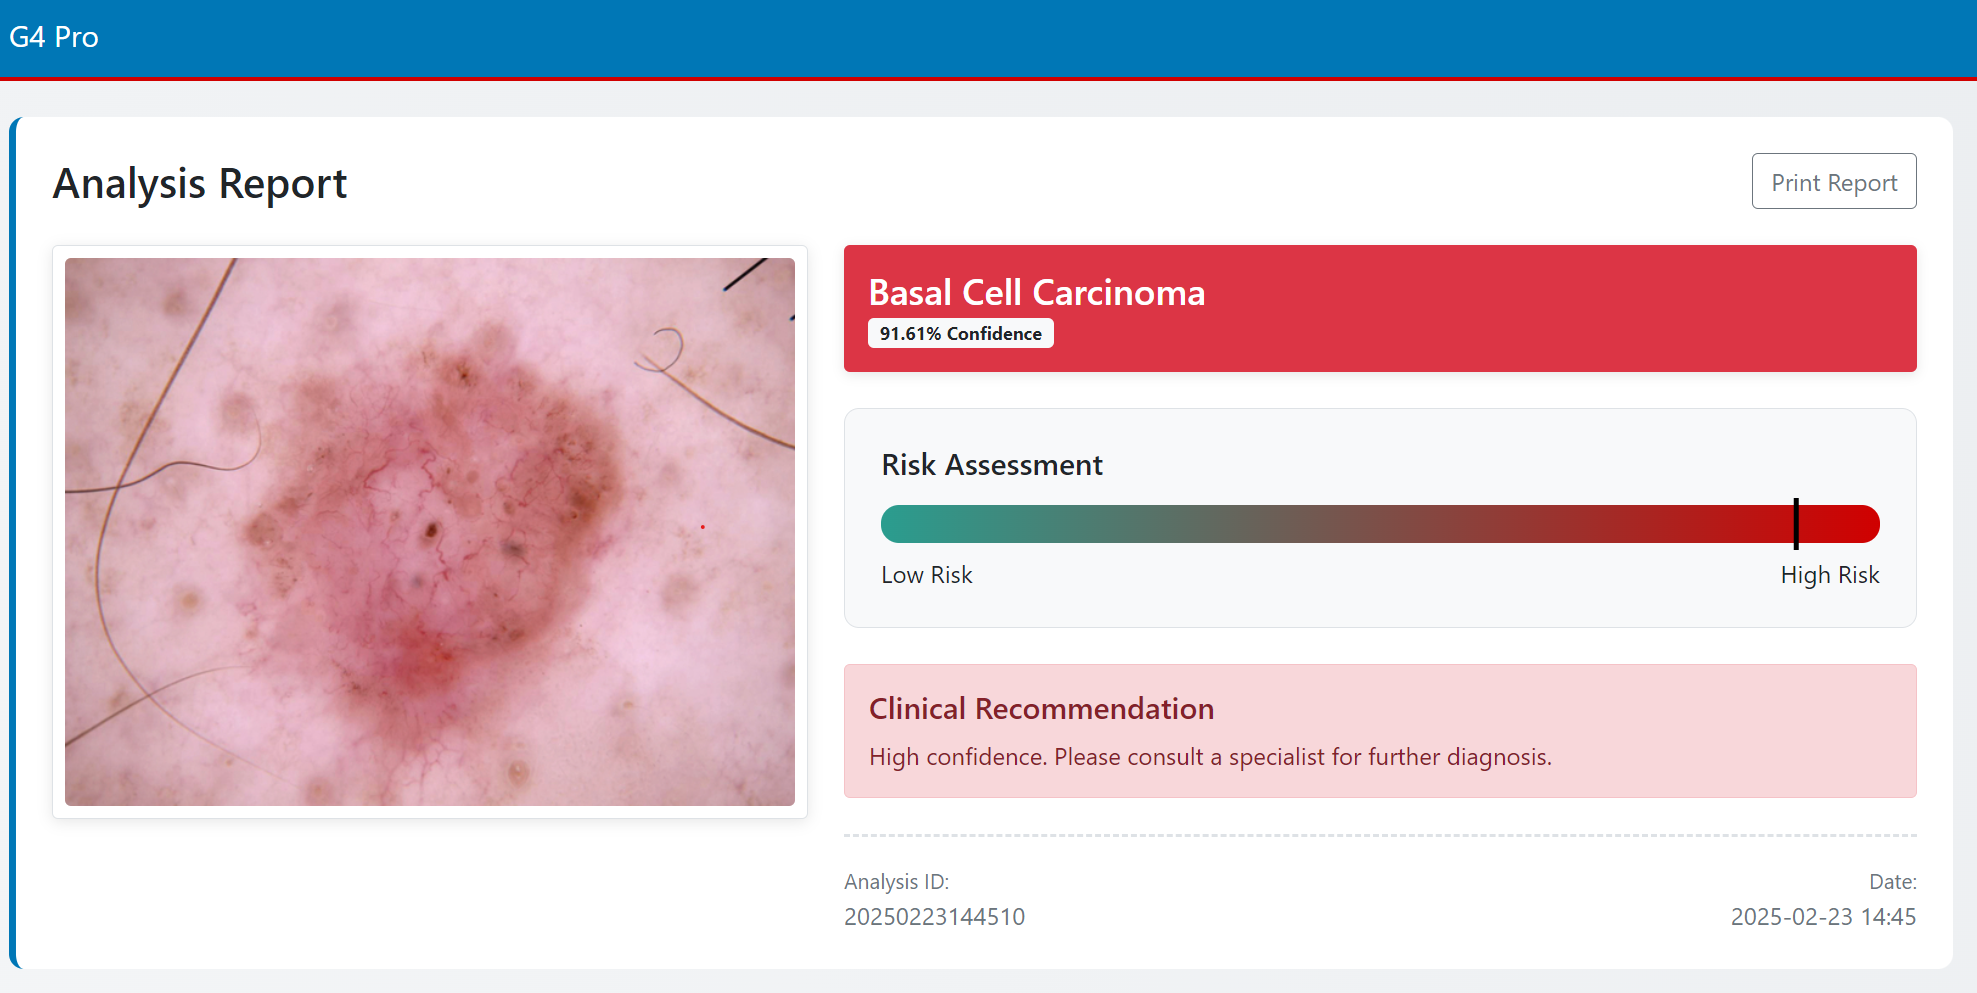 G4 Pro
Analysis Report
Print Report
Basal Cell Carcinoma
91.61% Confidence
Risk Assessment
Low Risk
High Risk
Clinical Recommendation
High confidence. Please consult a specialist for further diagnosis.
Analysis ID:
20250223144510
Date:
2025-02-23 14:45